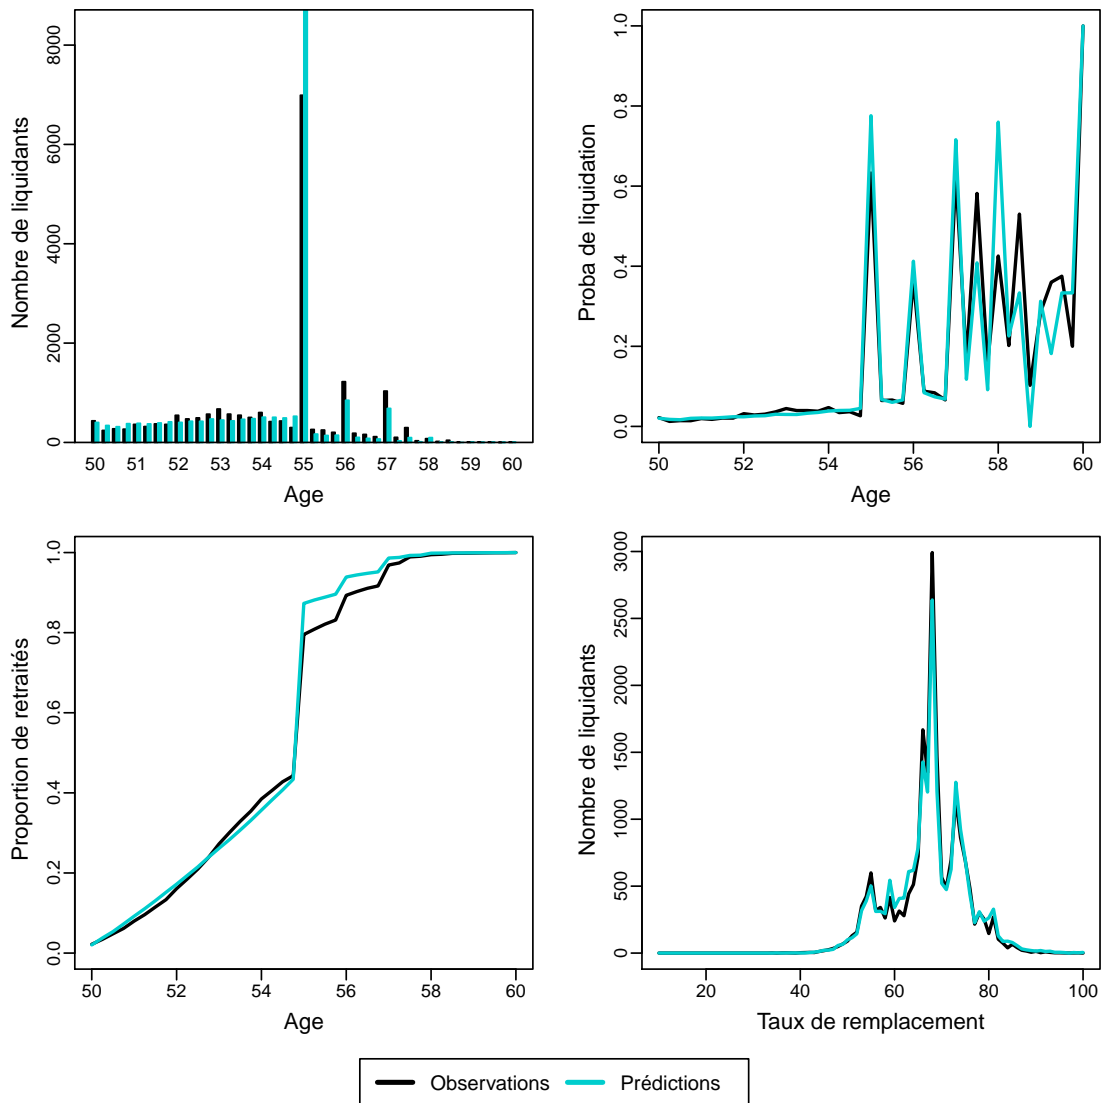 Nombre de liquidants
8000
6000
4000
2000
0
50 51 52 53 54 55 56 57 58 59 60
Age
Proba de liquidation
1.0
0.8
0.6
0.4
0.2
0.0
50 52 54 56 58 60
Age
Proportion de retraités
1.0
0.8
0.6
0.4
0.2
0.0
50 52 54 56 58 60
Age
Nombre de liquidants
3000
2500
2000
1500
1000
500
0
20 40 60 80 100
Taux de remplacement
Observations Prédictions